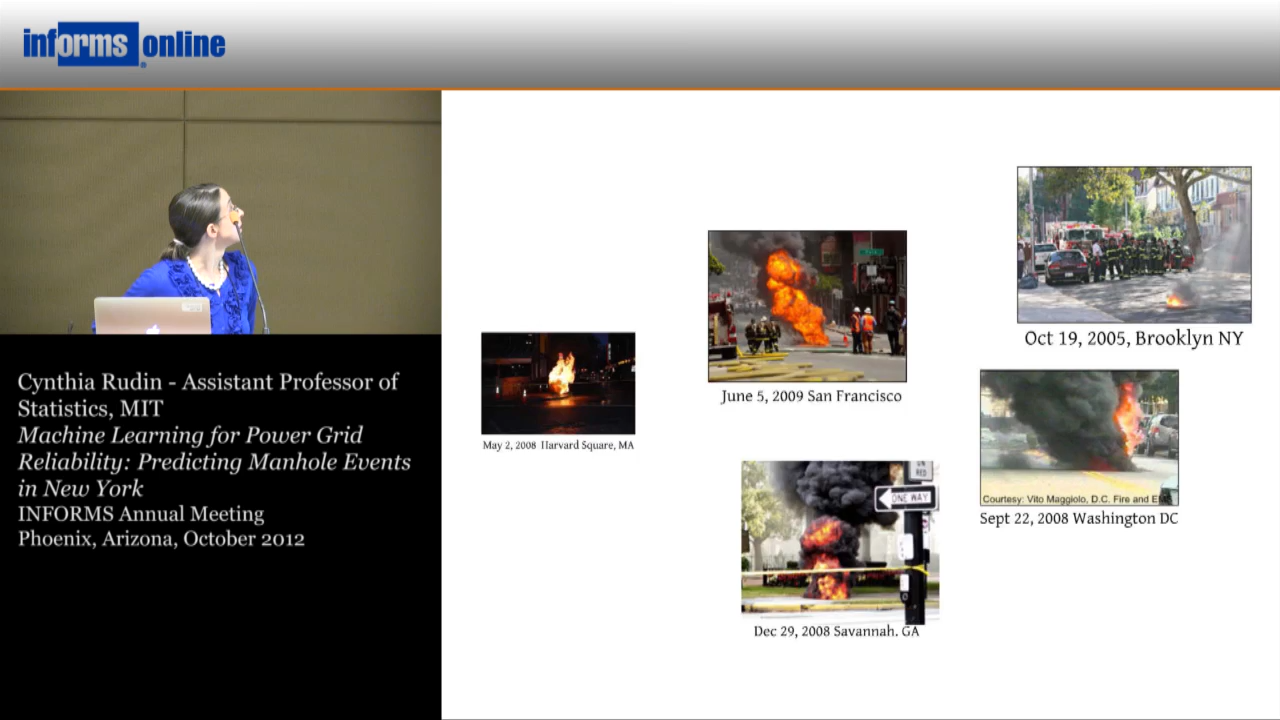 informs online
Cynthia Rudin - Assistant Professor of
Statistics, MIT
Machine Learning for Power Grid
Reliability: Predicting Manhole Events
in New York
INFORMS Annual Meeting
Phoenix, Arizona, October 2012
Oct 19, 2005, Brooklyn NY
June 5, 2009 San Francisco
May 2, 2008 Harvard Square, MA
Courtesy: Vito Maggiolo, D.C. Fire and EMS
Sept 22, 2008 Washington DC
ON
RED
ONE WAY
Dec 29, 2008 Savannah. GA